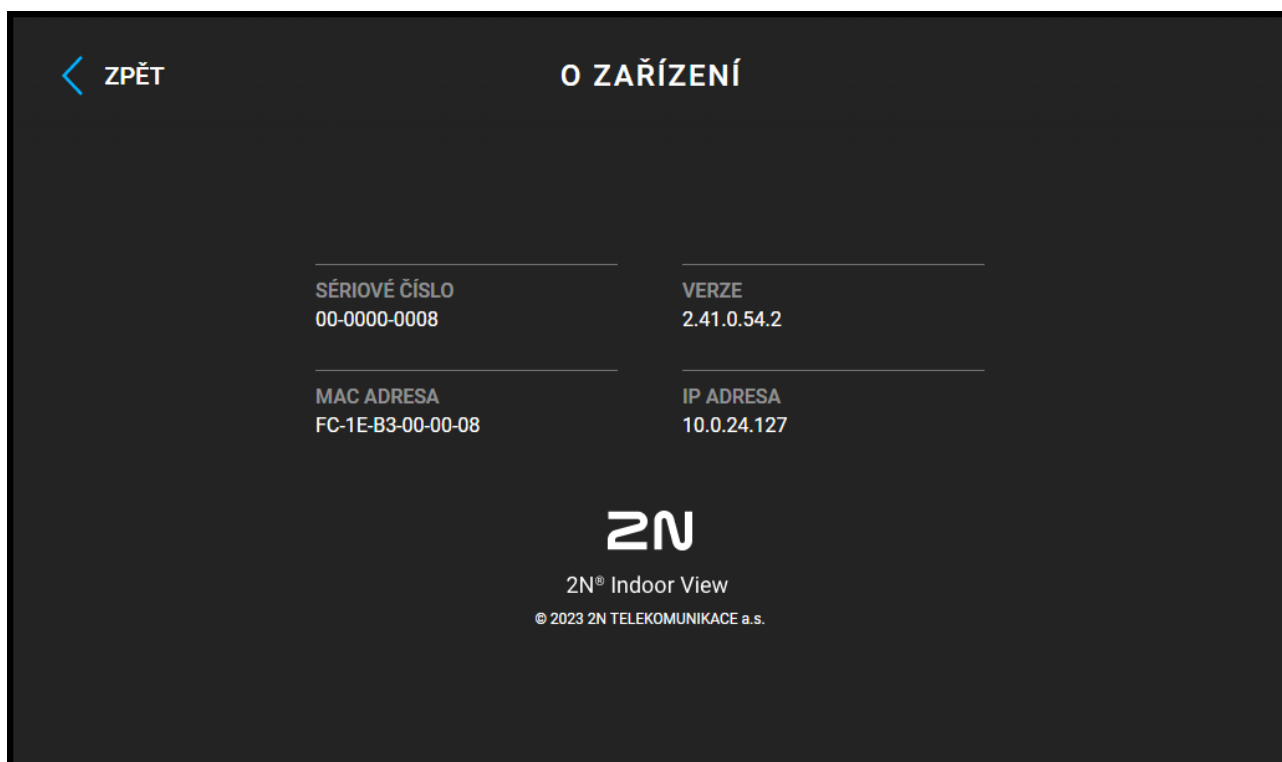 ZPĚT
O ZAŘÍZENÍ
SÉRIOVÉ ČÍSLO
00-0000-0008
VERZE
2.41.0.54.2
MAC ADRESA
FC-1E-B3-00-00-08
IP ADRESA
10.0.24.127
2N
2N® Indoor View
© 2023 2N TELEKOMUNIKACE a.s.